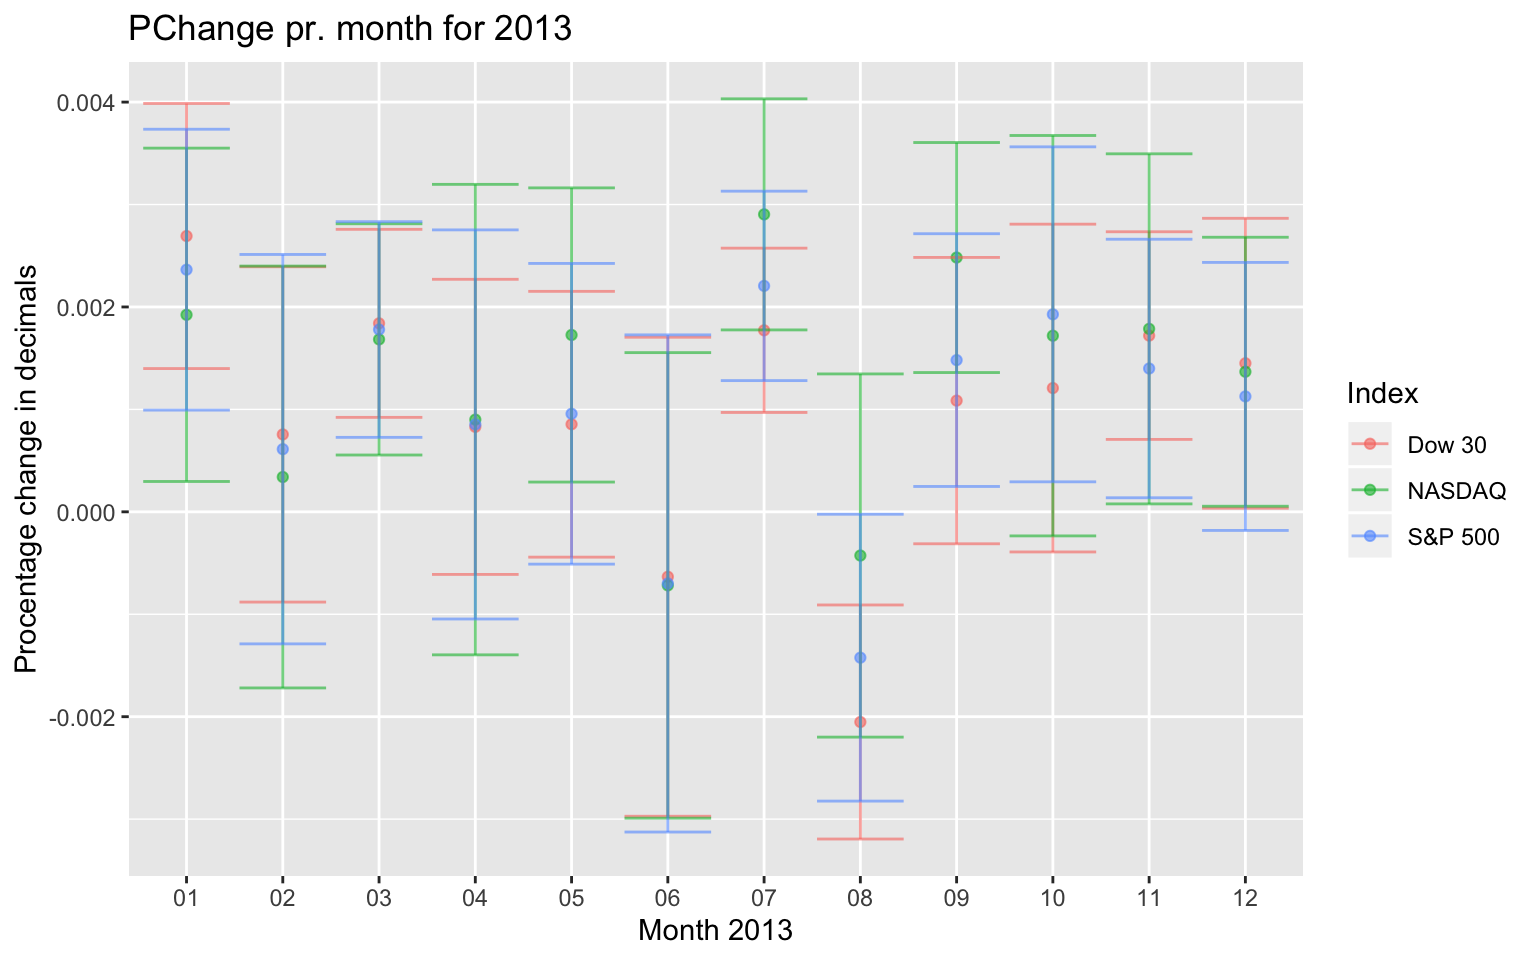 PChange pr. month for 2013
Procentage change in decimals
0.004
0.002
0.000
-0.002
01 02 03 04 05 06 07 08 09 10 11 12
Month 2013
Index
Dow 30
NASDAQ
S&P 500